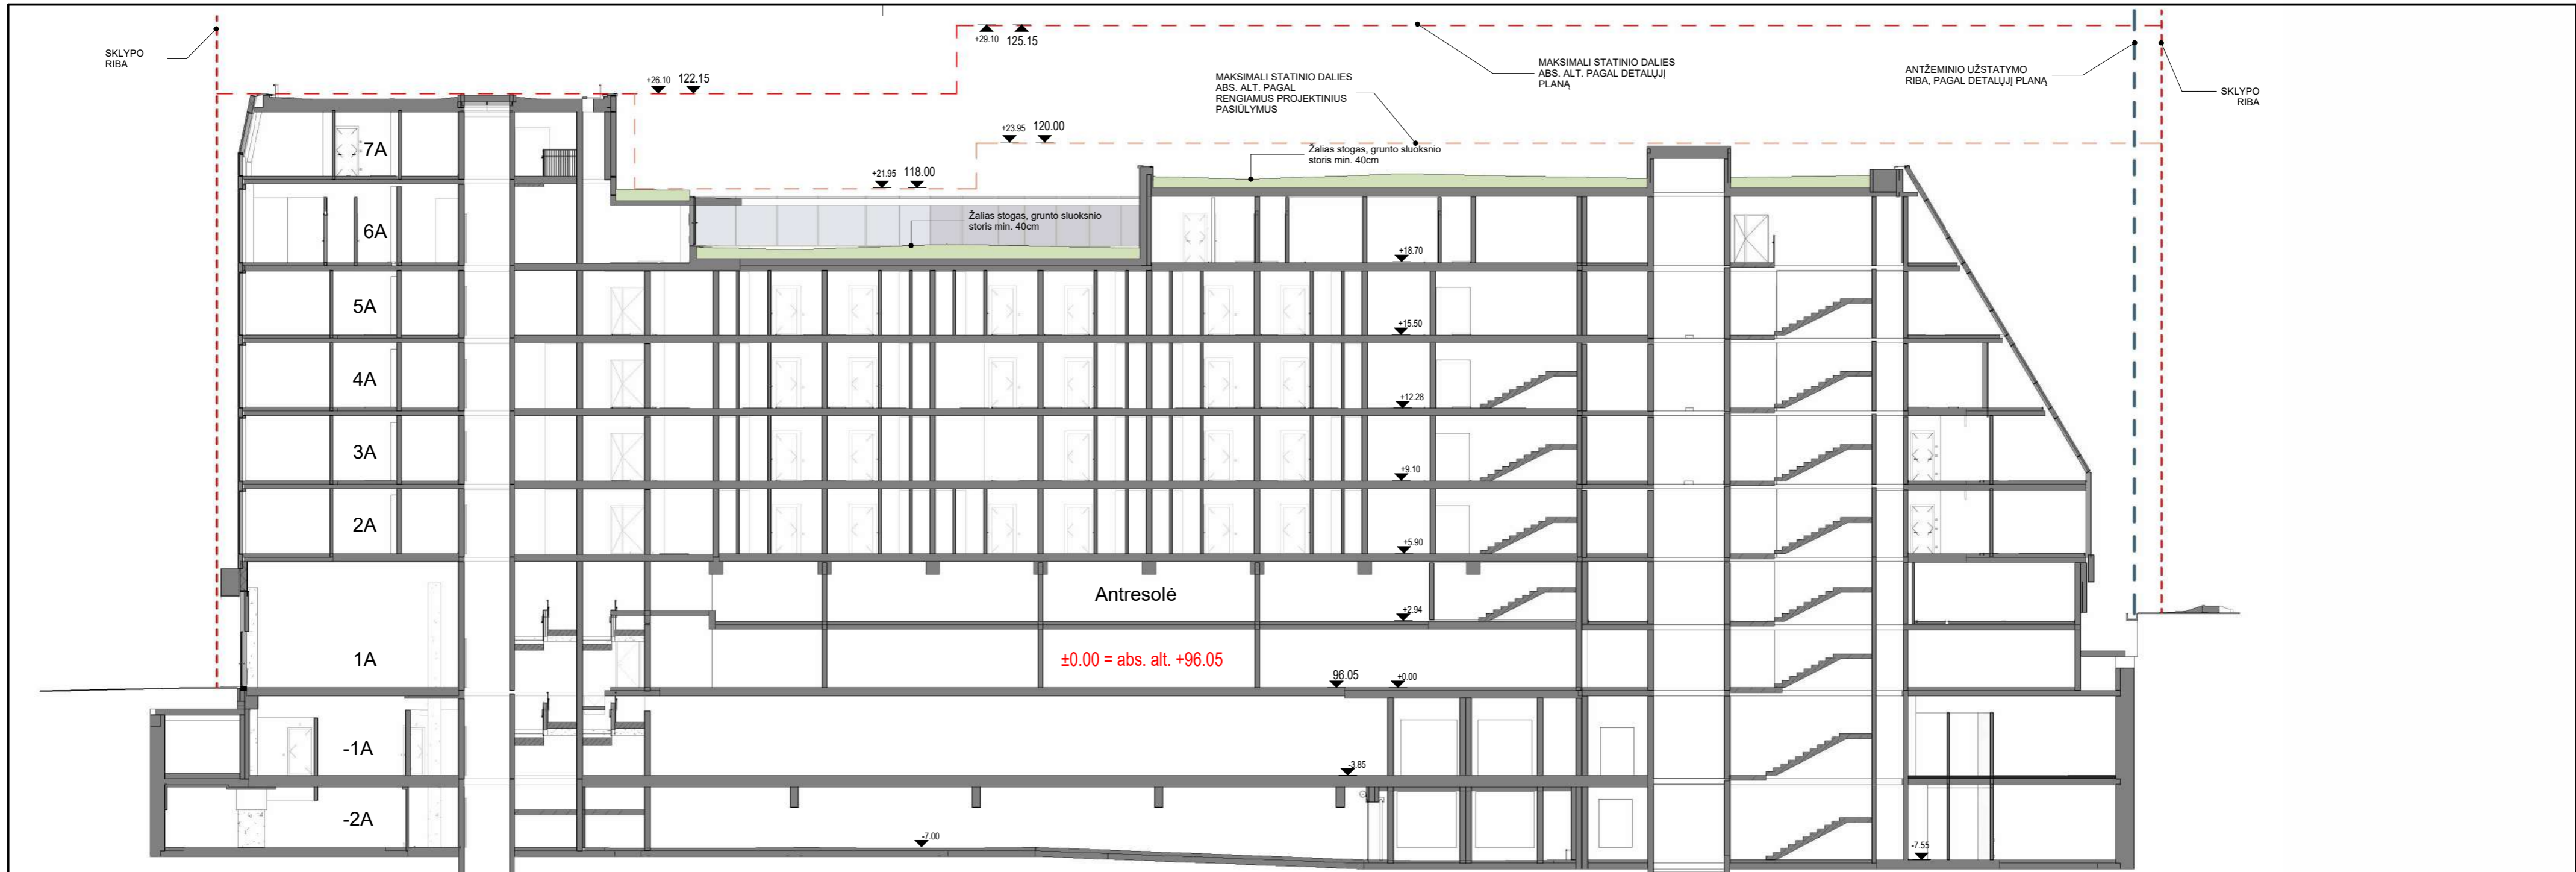 SKLYPO
RIBA
+29.10 125.15
+26.10 122.15
MAKSIMALI STATINIO DALIES
ABS. ALT. PAGAL
RENGIAMUS PROJEKTINIUS
PASIŪLYMUS
MAKSIMALI STATINIO DALIES
ABS. ALT. PAGAL DETALŲJĮ
PLANĄ
ANTŽEMINIO UŽSTATYMO
RIBA, PAGAL DETALŲJĮ PLANĄ
SKLYPO
RIBA
+23.95 120.00
Žalias stogas, grunto sluoksnio
storis min. 40cm
+21.95 118.00
Žalias stogas, grunto sluoksnio
storis min. 40cm
7A
6A
+18.70
5A
+15.50
4A
+12.28
3A
+9.10
2A
+5.90
Antresolė
+2.94
1A
±0.00 = abs. alt. +96.05
96.05 +0.00
-1A
-3.85
-2A
-7.00
-7.55